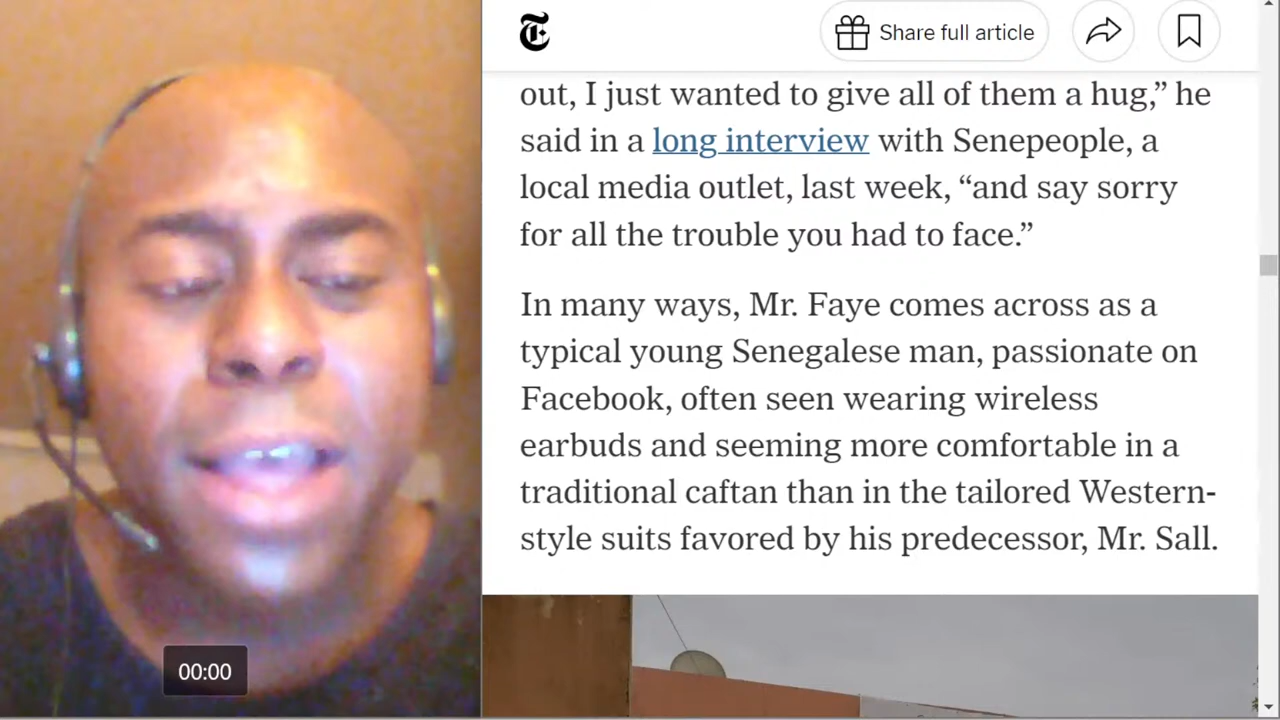 Share full article
out, I just wanted to give all of them a hug,” he
said in a long interview with Senepeople, a
local media outlet, last week, “and say sorry
for all the trouble you had to face.”
In many ways, Mr. Faye comes across as a
typical young Senegalese man, passionate on
Facebook, often seen wearing wireless
earbuds and seeming more comfortable in a
traditional caftan than in the tailored Western-
style suits favored by his predecessor, Mr. Sall.
00:00